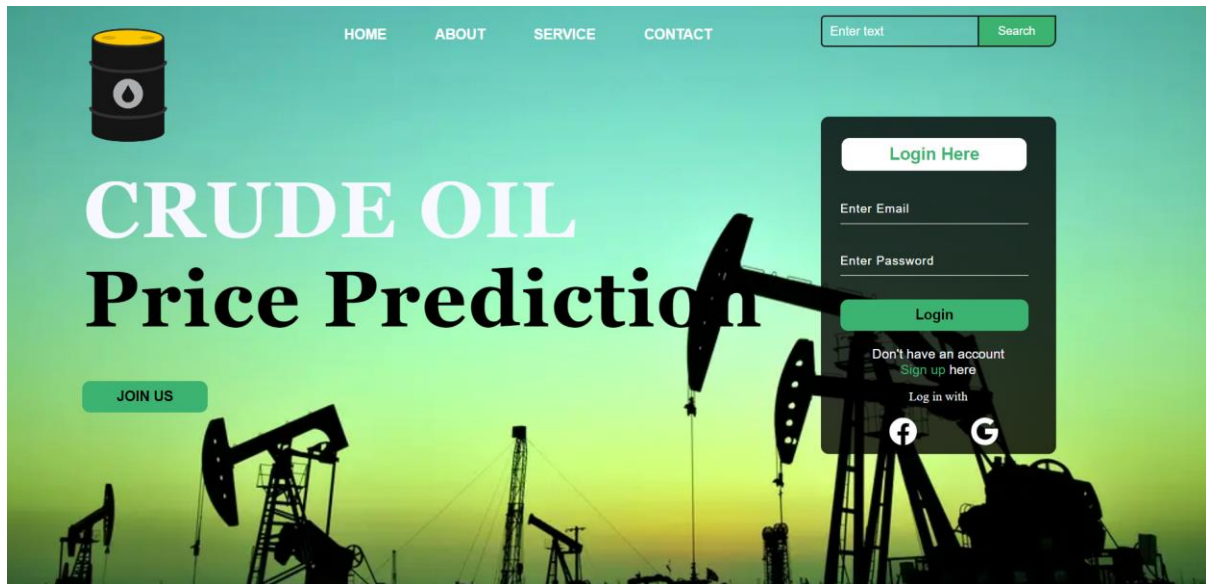 HOME ABOUT SERVICE CONTACT
Enter text Search
CRUDE OIL
Price Prediction
JOIN US
Login Here
Enter Email
Enter Password
Login
Don't have an account
Sign up here
Log in with